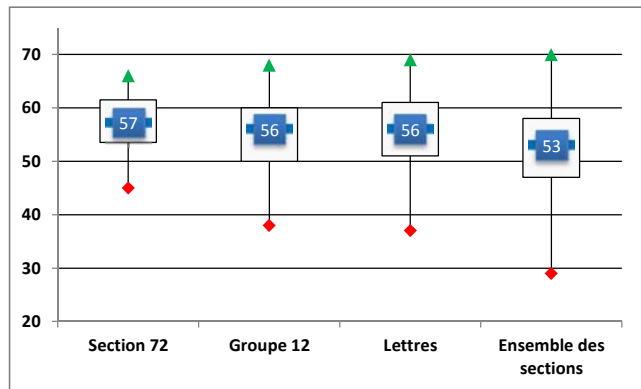 70
60
50
40
30
20
57
56
56
53
Section 72
Groupe 12
Lettres
Ensemble des
sections